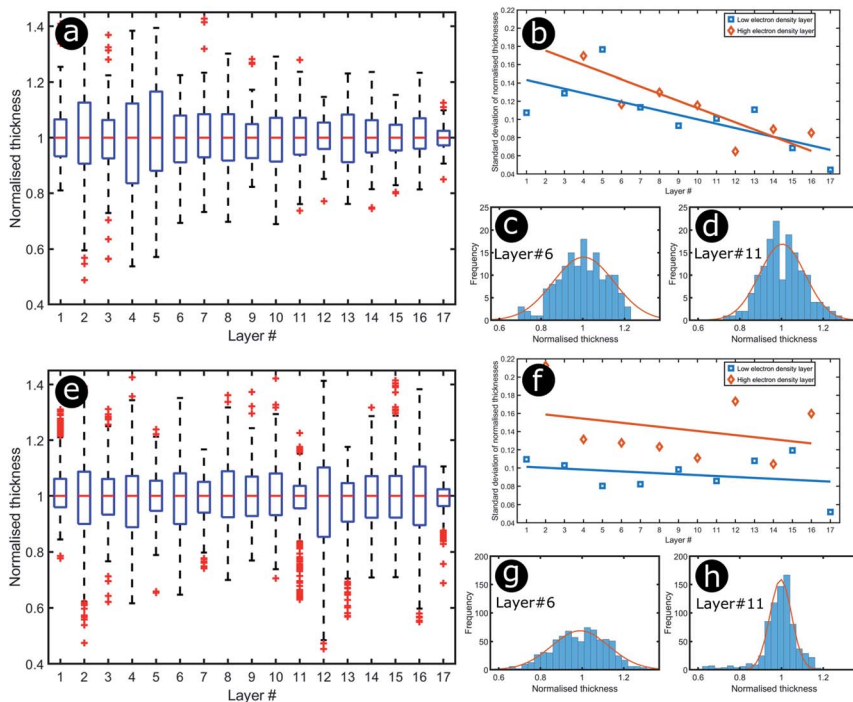 a
Normalised thickness
1.4
1.2
1
0.8
0.6
0.4
1 2 3 4 5 6 7 8 9 10 11 12 13 14 15 16 17
Layer #
b
Low electron density layer
High electron density layer
Standard deviation of normalised thicknesses
0.22
0.2
0.18
0.16
0.14
0.12
0.1
0.08
0.06
0.04
1 2 3 4 5 6 7 8 9 10 11 12 13 14 15 16 17
Layer #
c
Layer#6
Frequency
25
20
15
10
5
0
0.6 0.8 1 1.2
Normalised thickness
d
Layer#11
Frequency
25
20
15
10
5
0
0.6 0.8 1 1.2
Normalised thickness
e
Normalised thickness
1.4
1.2
1
0.8
0.6
0.4
1 2 3 4 5 6 7 8 9 10 11 12 13 14 15 16 17
Layer #
f
Low electron density layer
High electron density layer
Standard deviation of normalised thicknesses
0.22
0.2
0.18
0.16
0.14
0.12
0.1
0.08
0.06
0.04
1 2 3 4 5 6 7 8 9 10 11 12 13 14 15 16 17
Layer #
g
Layer#6
Frequency
200
150
100
50
0
0.6 0.8 1 1.2
Normalised thickness
h
Layer#11
Frequency
200
150
100
50
0
0.6 0.8 1 1.2
Normalised thickness